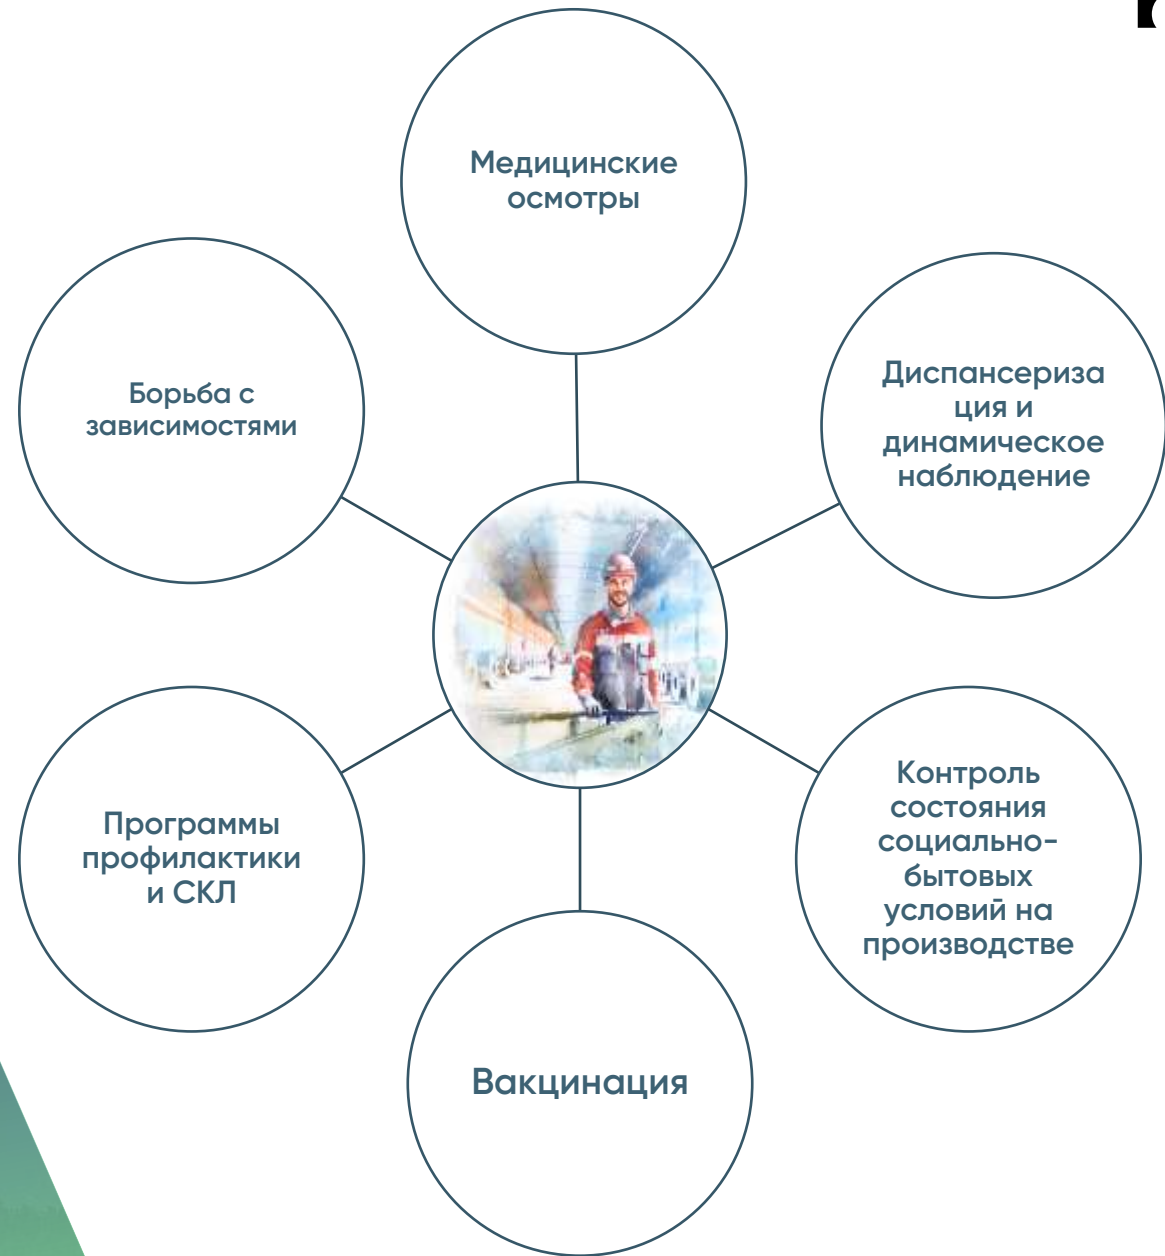 Медицинские
осмотры
Борьба с
зависимостями
Диспансериза
ция и
динамическое
наблюдение
Программы
профилактики
и СКЛ
Контроль
состояния
социально-
бытовых
условий на
производстве
Вакцинация